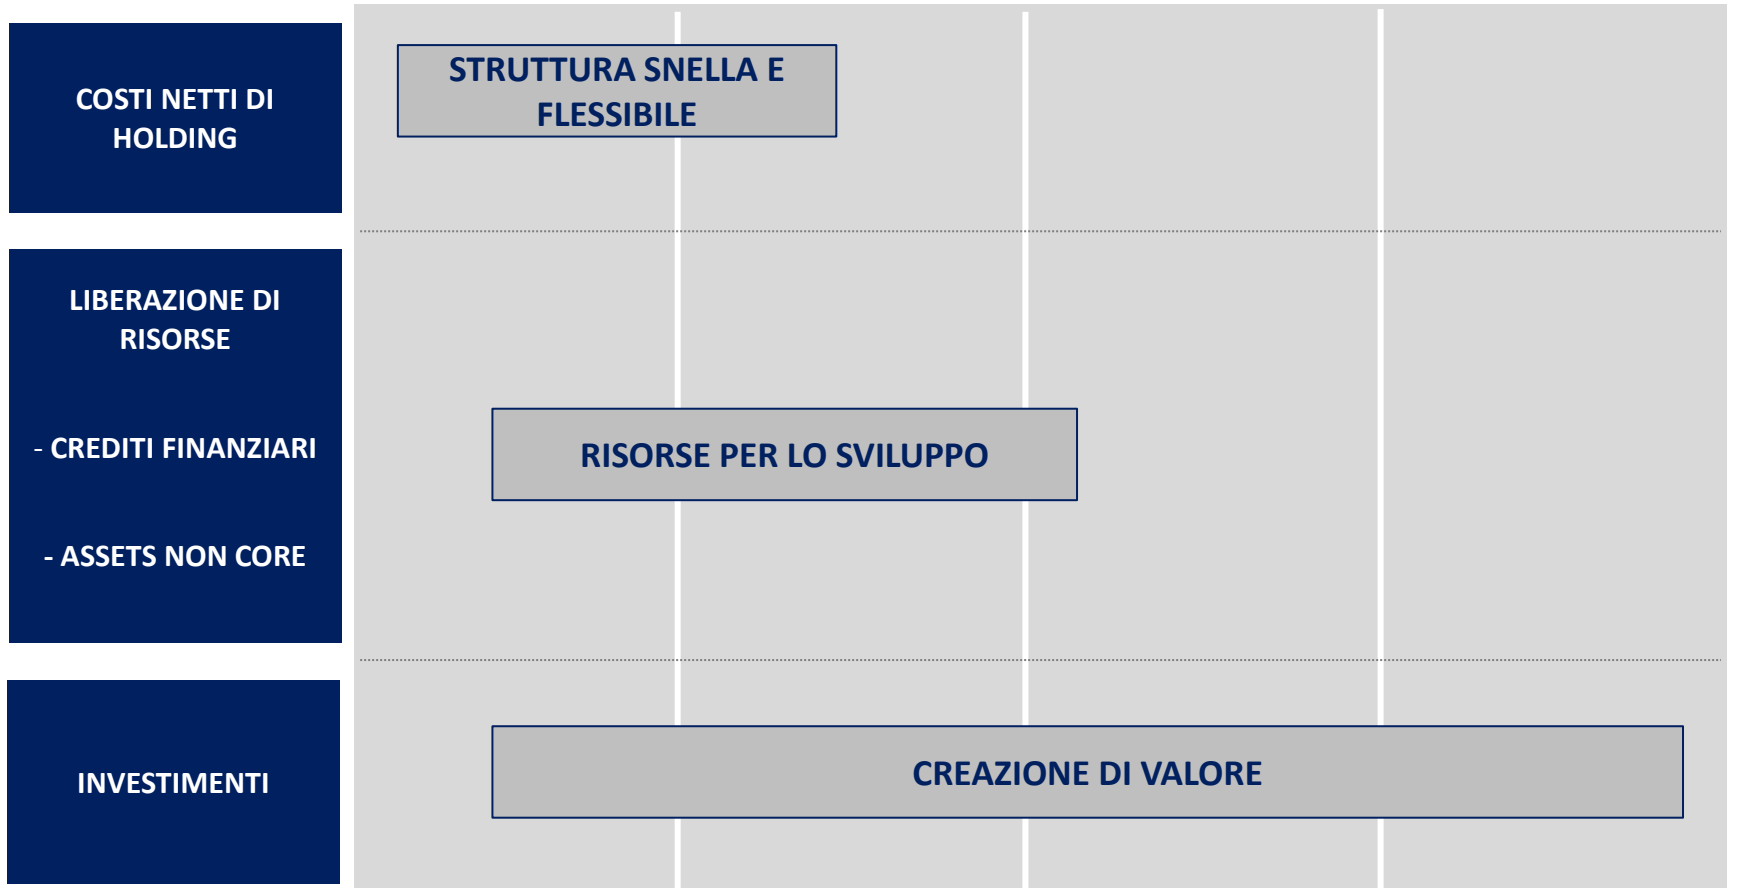 COSTI NETTI DI
HOLDING
STRUTTURA SNELLA E
FLESSIBILE
LIBERAZIONE DI
RISORSE
- CREDITI FINANZIARI
- ASSETS NON CORE
RISORSE PER LO SVILUPPO
INVESTIMENTI
CREAZIONE DI VALORE